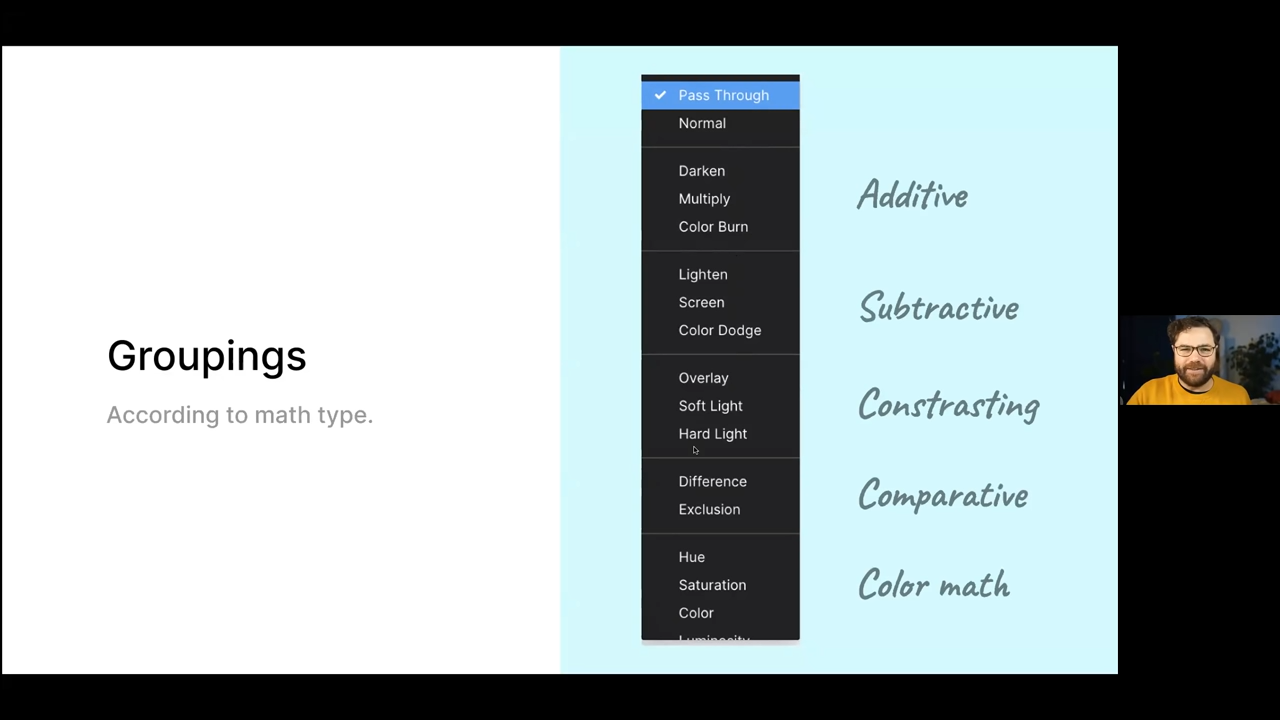 Groupings
According to math type.
Pass Through
Normal
Darken
Multiply
Color Burn
Lighten
Screen
Color Dodge
Overlay
Soft Light
Hard Light
Difference
Exclusion
Hue
Saturation
Color
Luminosity
Additive
Subtractive
Constrasting
Comparative
Color math